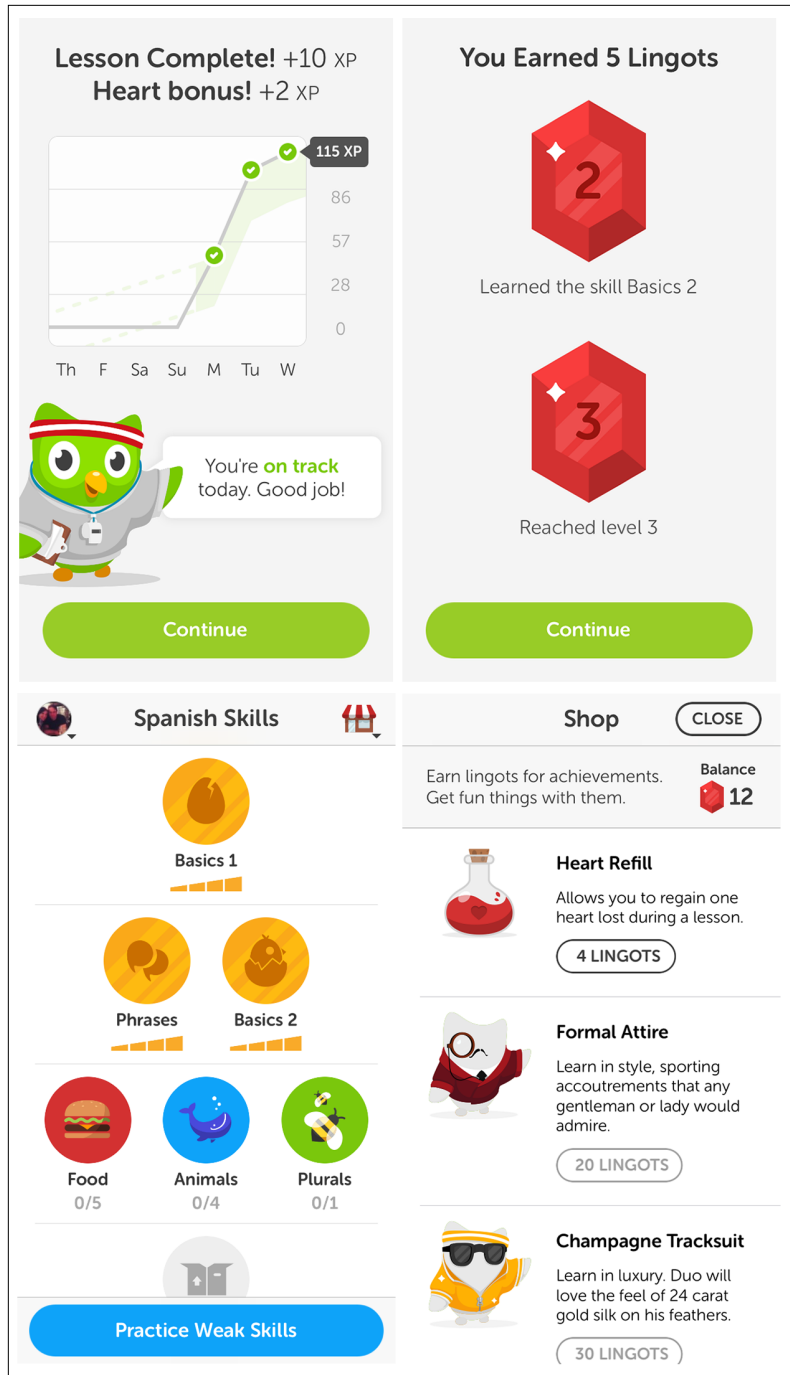 Lesson Complete! +10 XP
Heart bonus! +2 XP
115 XP
86
57
28
0
Th F Sa Su M Tu W
You're on track
today. Good job!
Continue
You Earned 5 Lingots
2
Learned the skill Basics 2
3
Reached level 3
Continue
Spanish Skills
Basics 1
Phrases Basics 2
Food Animals Plurals
0/5 0/4 0/1
Practice Weak Skills
Shop CLOSE
Earn lingots for achievements.
Get fun things with them.
Balance
12
Heart Refill
Allows you to regain one
heart lost during a lesson.
4 LINGOTS
Formal Attire
Learn in style, sporting
accoutrements that any
gentleman or lady would
admire.
20 LINGOTS
Champagne Tracksuit
Learn in luxury. Duo will
love the feel of 24 carat
gold silk on his feathers.
30 LINGOTS